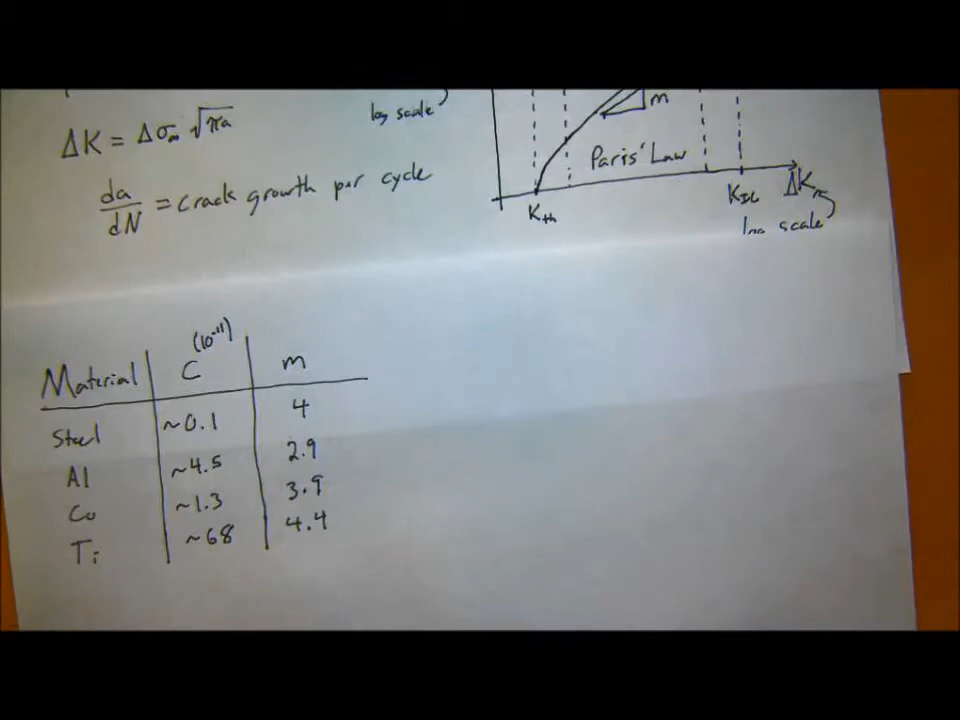 log scale
m
ΔK = Δσ∞ √πa
Paris' Law
da/dN = crack growth per cycle
Kth
KIC
ΔK
log scale
Material C (10⁻¹¹) m
Steel ~0.1 4
Al ~4.5 2.9
Cu ~1.3 3.9
Ti ~68 4.4